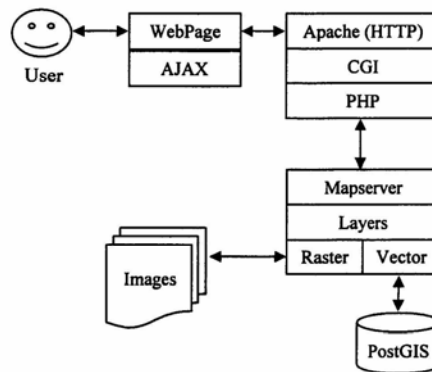 WebPage
Apache (HTTP)
User
AJAX
CGI
PHP
Mapserver
Layers
Images
Raster
Vector
PostGIS